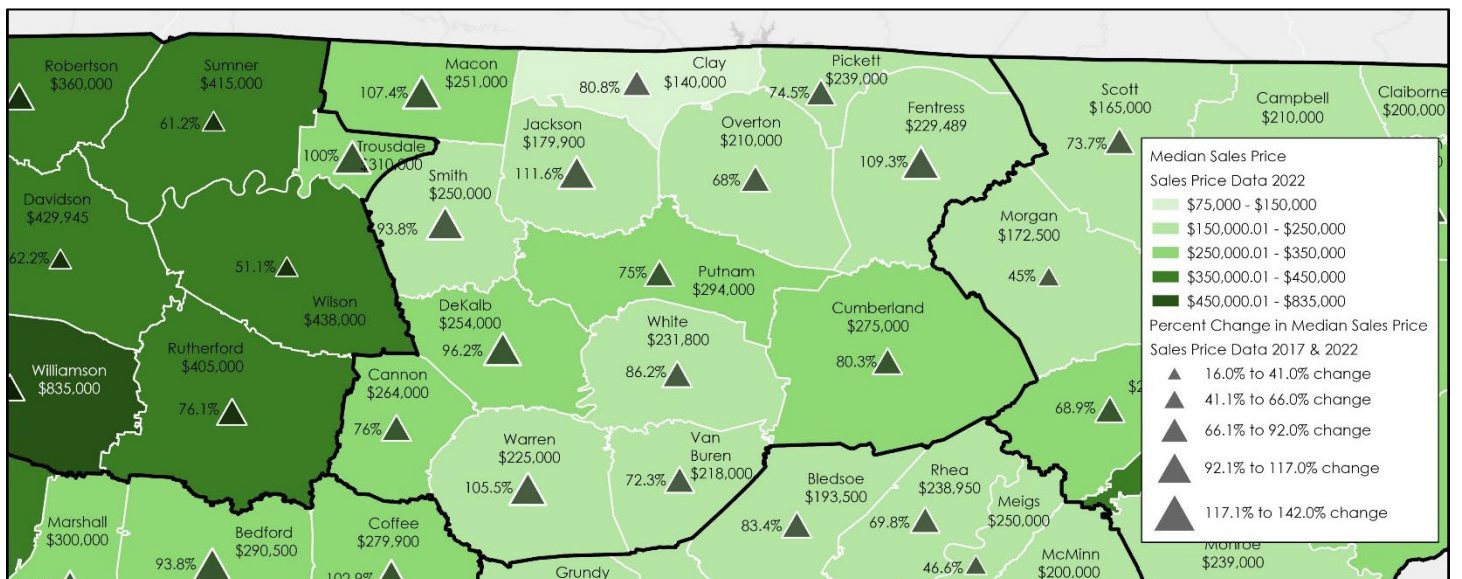 Robertson
$360,000
Sumner
$415,000
61.2%
Macon
$251,000
107.4%
Clay
$140,000
80.8%
Pickett
$239,000
74.5%
Scott
$165,000
73.7%
Campbell
$210,000
Claiborne
$200,000
Trousdale
$310,000
100%
Jackson
$179,900
111.6%
Overton
$210,000
68%
Fentress
$229,489
109.3%
Smith
$250,000
93.8%
Davidson
$429,945
62.2%
51.1%
Wilson
$438,000
Morgan
$172,500
45%
75%
Putnam
$294,000
DeKalb
$254,000
96.2%
White
$231,800
86.2%
Cumberland
$275,000
80.3%
Williamson
$835,000
Rutherford
$405,000
76.1%
Cannon
$264,000
76%
68.9%
Warren
$225,000
105.5%
Van
Buren
$218,000
72.3%
Bledsoe
$193,500
83.4%
Rhea
$238,950
69.8%
Meigs
$250,000
46.6%
McMinn
$200,000
Monroe
$239,000
Marshall
$300,000
Bedford
$290,500
93.8%
Coffee
$279,900
102.9%
Grundy
Median Sales Price
Sales Price Data 2022
$75,000 - $150,000
$150,000.01 - $250,000
$250,000.01 - $350,000
$350,000.01 - $450,000
$450,000.01 - $835,000
Percent Change in Median Sales Price
Sales Price Data 2017 & 2022
16.0% to 41.0% change
41.1% to 66.0% change
66.1% to 92.0% change
92.1% to 117.0% change
117.1% to 142.0% change